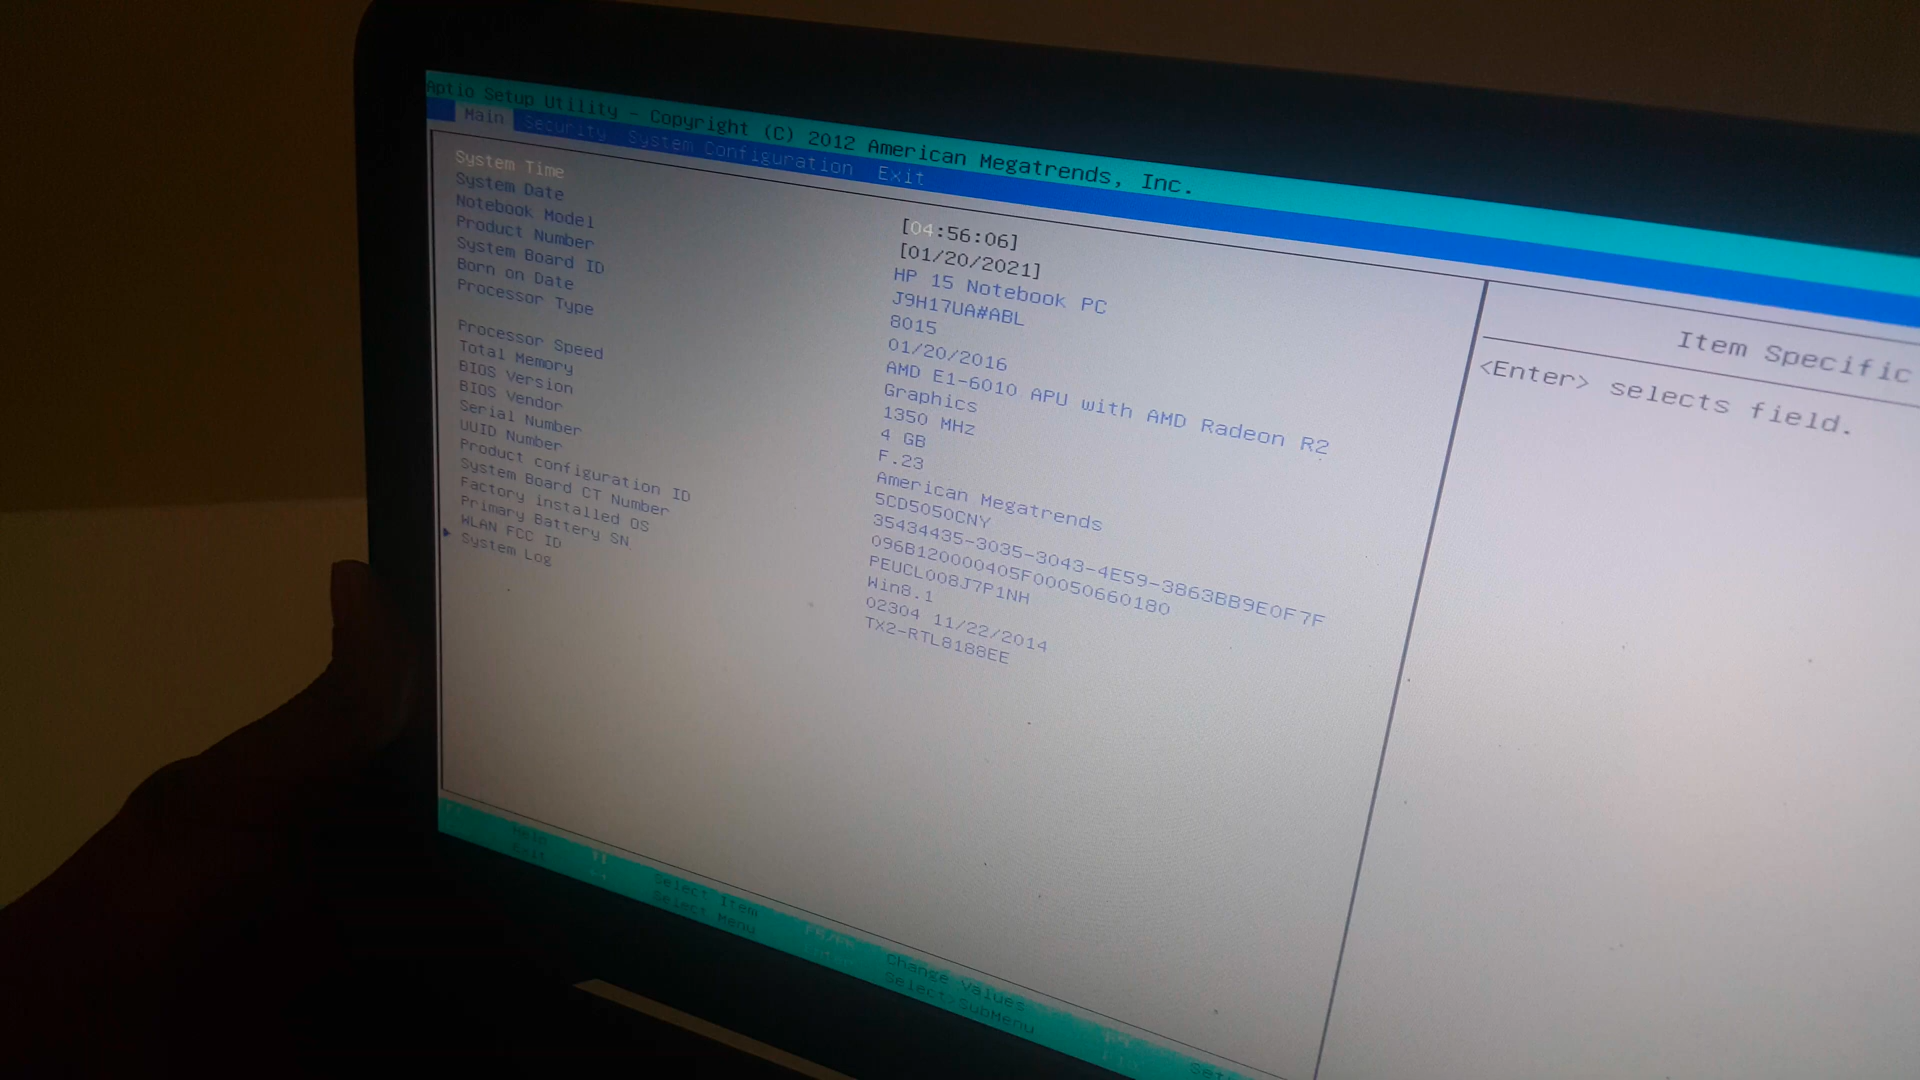 Aptio Setup Utility - Copyright (C) 2012 American Megatrends, Inc.
Main Security System Configuration Exit
System Time [04:56:06]
System Date [01/20/2021]
Notebook Model HP 15 Notebook PC
Product Number J9H17UA#ABL
System Board ID 8015
Born on Date 01/20/2016
Processor Type AMD E1-6010 APU with AMD Radeon R2
Graphics
Processor Speed 1350 MHz
Total Memory 4 GB
BIOS Version F.23
BIOS Vendor American Megatrends
Serial Number 5CD5050CNY
UUID Number 35434435-3035-3043-4E59-3863BB9E0F7F
Product configuration ID 096B120000405F00050660180
System Board CT Number PEUCL008J7P1NH
Factory installed OS Win8.1
Primary Battery SN 02304 11/22/2014
WLAN FCC ID TX2-RTL8188EE
System Log
Item Specific
<Enter> selects field.
Help Select Item Change Values
Exit Select Menu Select SubMenu